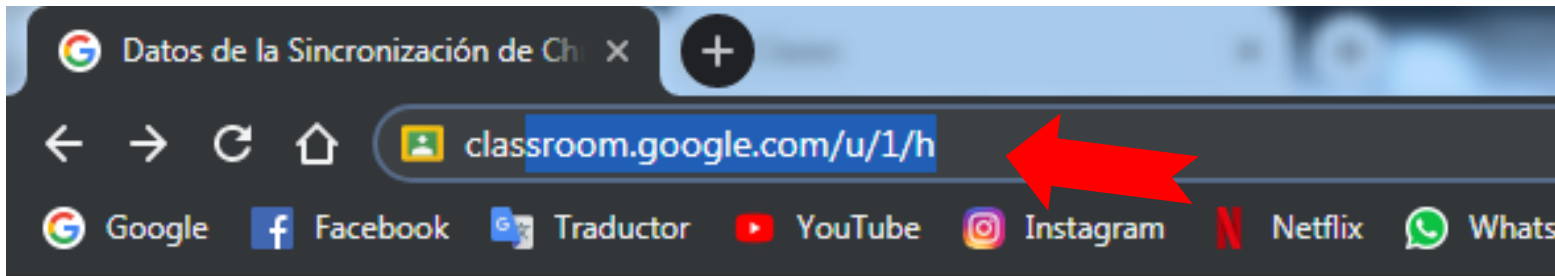 Datos de la Sincronización de Ch
classroom.google.com/u/1/h
Google Facebook Traductor YouTube Instagram Netflix Whats